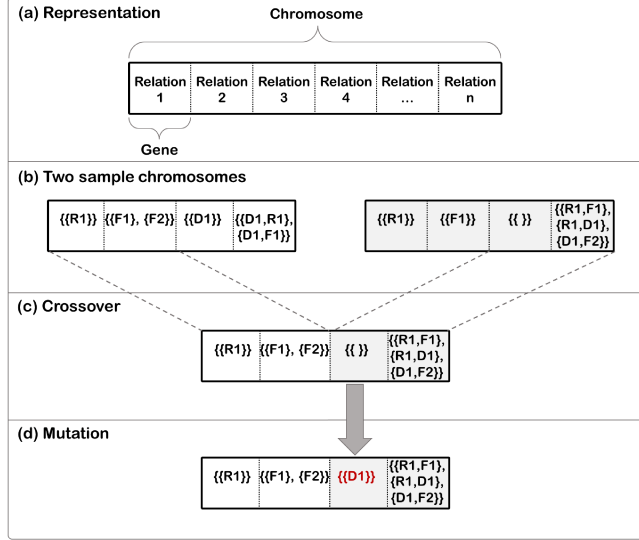 (a) Representation
Chromosome
Relation 1
Relation 2
Relation 3
Relation 4
Relation ...
Relation n
Gene
(b) Two sample chromosomes
{{R1}}
{{F1}, {F2}}
{{D1}}
{{D1,R1},
{D1,F1}}
{{R1}}
{{F1}}
{{ }}
{{R1,F1},
{R1,D1},
{D1,F2}}
(c) Crossover
{{R1}}
{{F1}, {F2}}
{{ }}
{{R1,F1},
{R1,D1},
{D1,F2}}
(d) Mutation
{{R1}}
{{F1}, {F2}}
{{D1}}
{{R1,F1},
{R1,D1},
{D1,F2}}